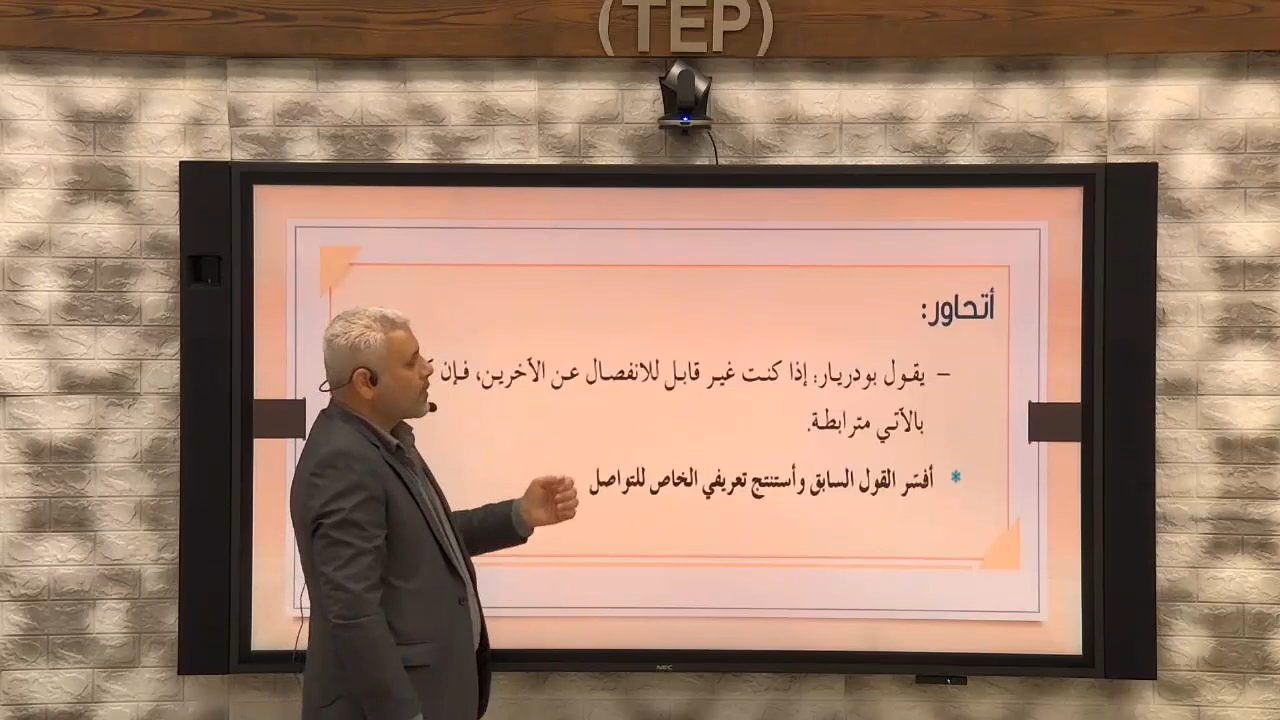 (TEP)
أتحاور:
– يقول بودريار: إذا كنت غير قابل للانفصال عن الآخرين، فإن
بالآتي مترابطة.
* أفسّر القول السابق وأستنتج تعريفي الخاص للتواصل
NEC